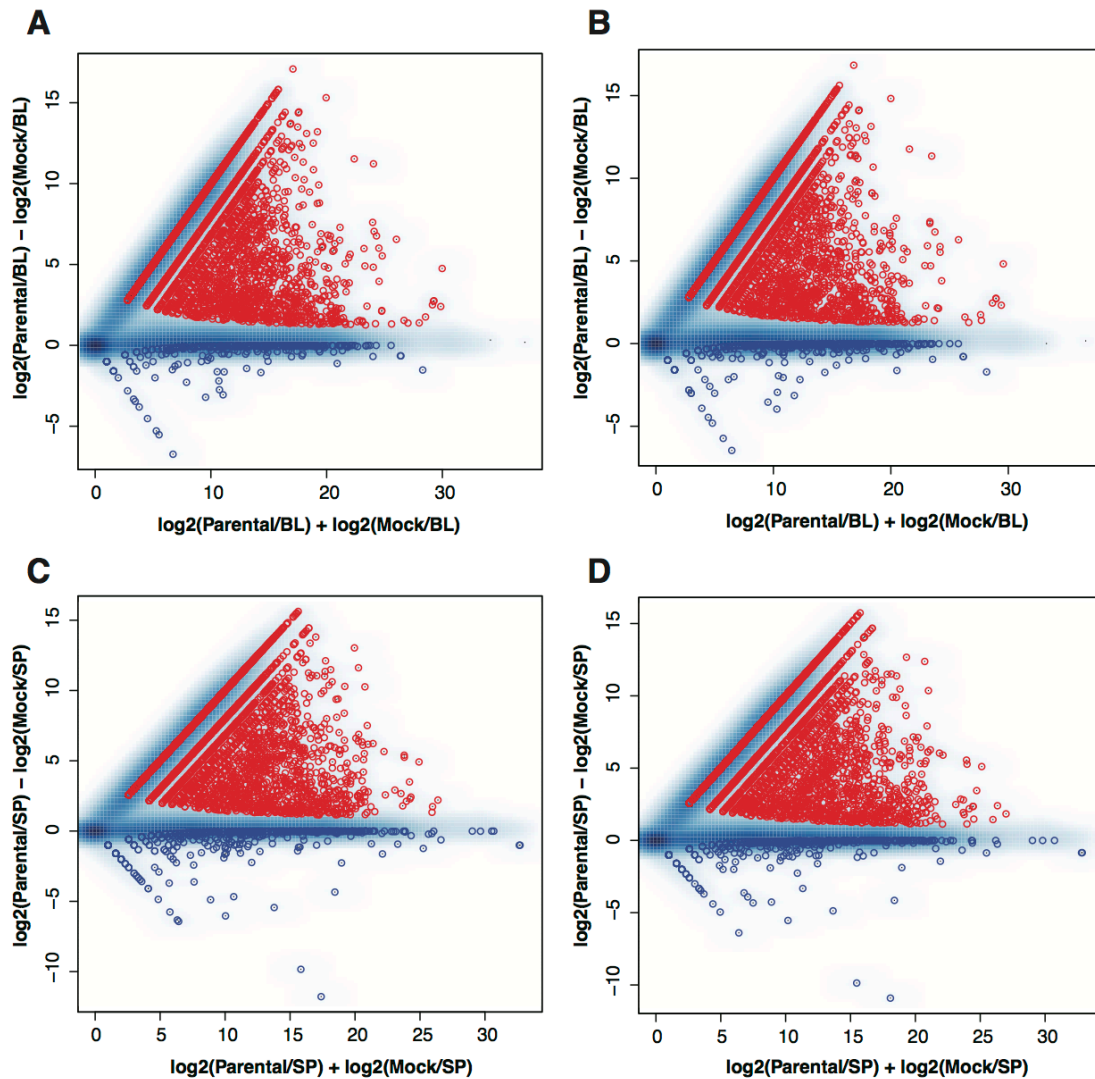 A
log2(Parental/BL) − log2(Mock/BL)
15
10
5
0
−5
0 10 20 30
log2(Parental/BL) + log2(Mock/BL)
B
log2(Parental/BL) − log2(Mock/BL)
15
10
5
0
−5
0 10 20 30
log2(Parental/BL) + log2(Mock/BL)
C
log2(Parental/SP) − log2(Mock/SP)
15
10
5
0
−5
−10
0 5 10 15 20 25 30
log2(Parental/SP) + log2(Mock/SP)
D
log2(Parental/SP) − log2(Mock/SP)
15
10
5
0
−5
−10
0 5 10 15 20 25 30
log2(Parental/SP) + log2(Mock/SP)